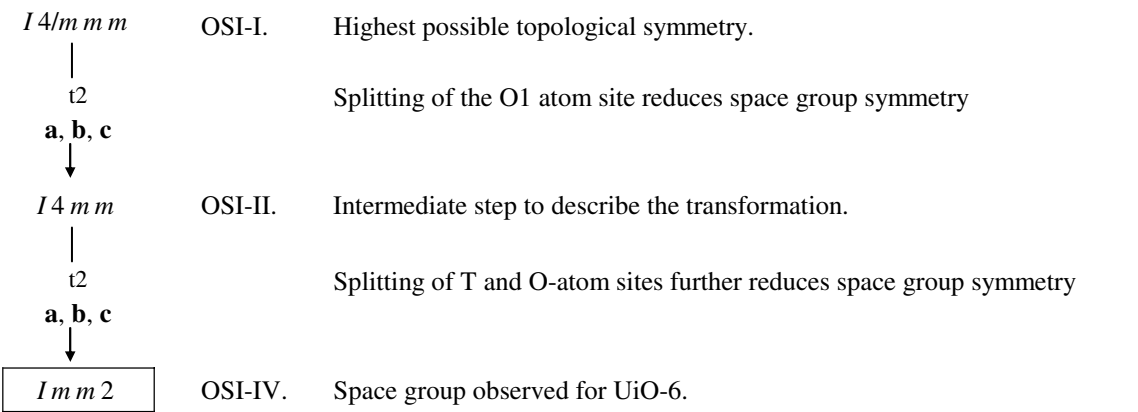 I 4/m m m OSI-I. Highest possible topological symmetry.
t2 Splitting of the O1 atom site reduces space group symmetry
a, b, c
I 4 m m OSI-II. Intermediate step to describe the transformation.
t2 Splitting of T and O-atom sites further reduces space group symmetry
a, b, c
I m m 2 OSI-IV. Space group observed for UiO-6.